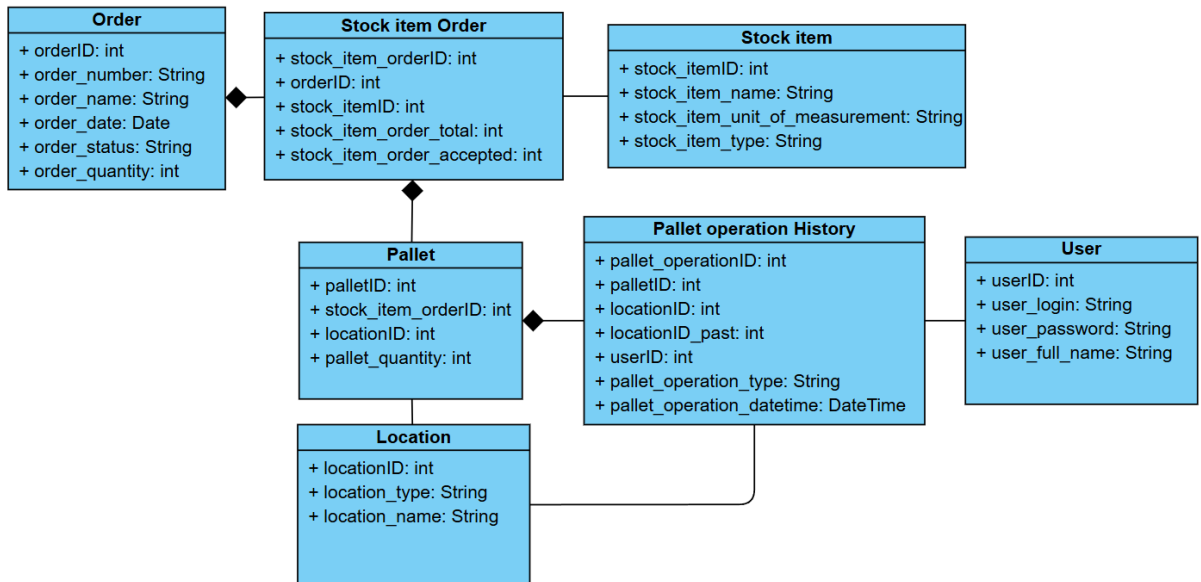 Order
+ orderID: int
+ order_number: String
+ order_name: String
+ order_date: Date
+ order_status: String
+ order_quantity: int
Stock item Order
+ stock_item_orderID: int
+ orderID: int
+ stock_itemID: int
+ stock_item_order_total: int
+ stock_item_order_accepted: int
Stock item
+ stock_itemID: int
+ stock_item_name: String
+ stock_item_unit_of_measurement: String
+ stock_item_type: String
Pallet
+ palletID: int
+ stock_item_orderID: int
+ locationID: int
+ pallet_quantity: int
Pallet operation History
+ pallet_operationID: int
+ palletID: int
+ locationID: int
+ locationID_past: int
+ userID: int
+ pallet_operation_type: String
+ pallet_operation_datetime: DateTime
User
+ userID: int
+ user_login: String
+ user_password: String
+ user_full_name: String
Location
+ locationID: int
+ location_type: String
+ location_name: String